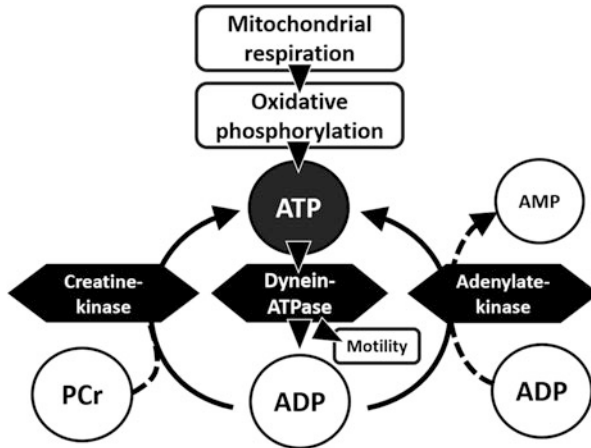 Mitochondrial
respiration
Oxidative
phosphorylation
ATP
AMP
Creatine-
kinase
Dynein-
ATPase
Adenylate-
kinase
Motility
PCr
ADP
ADP